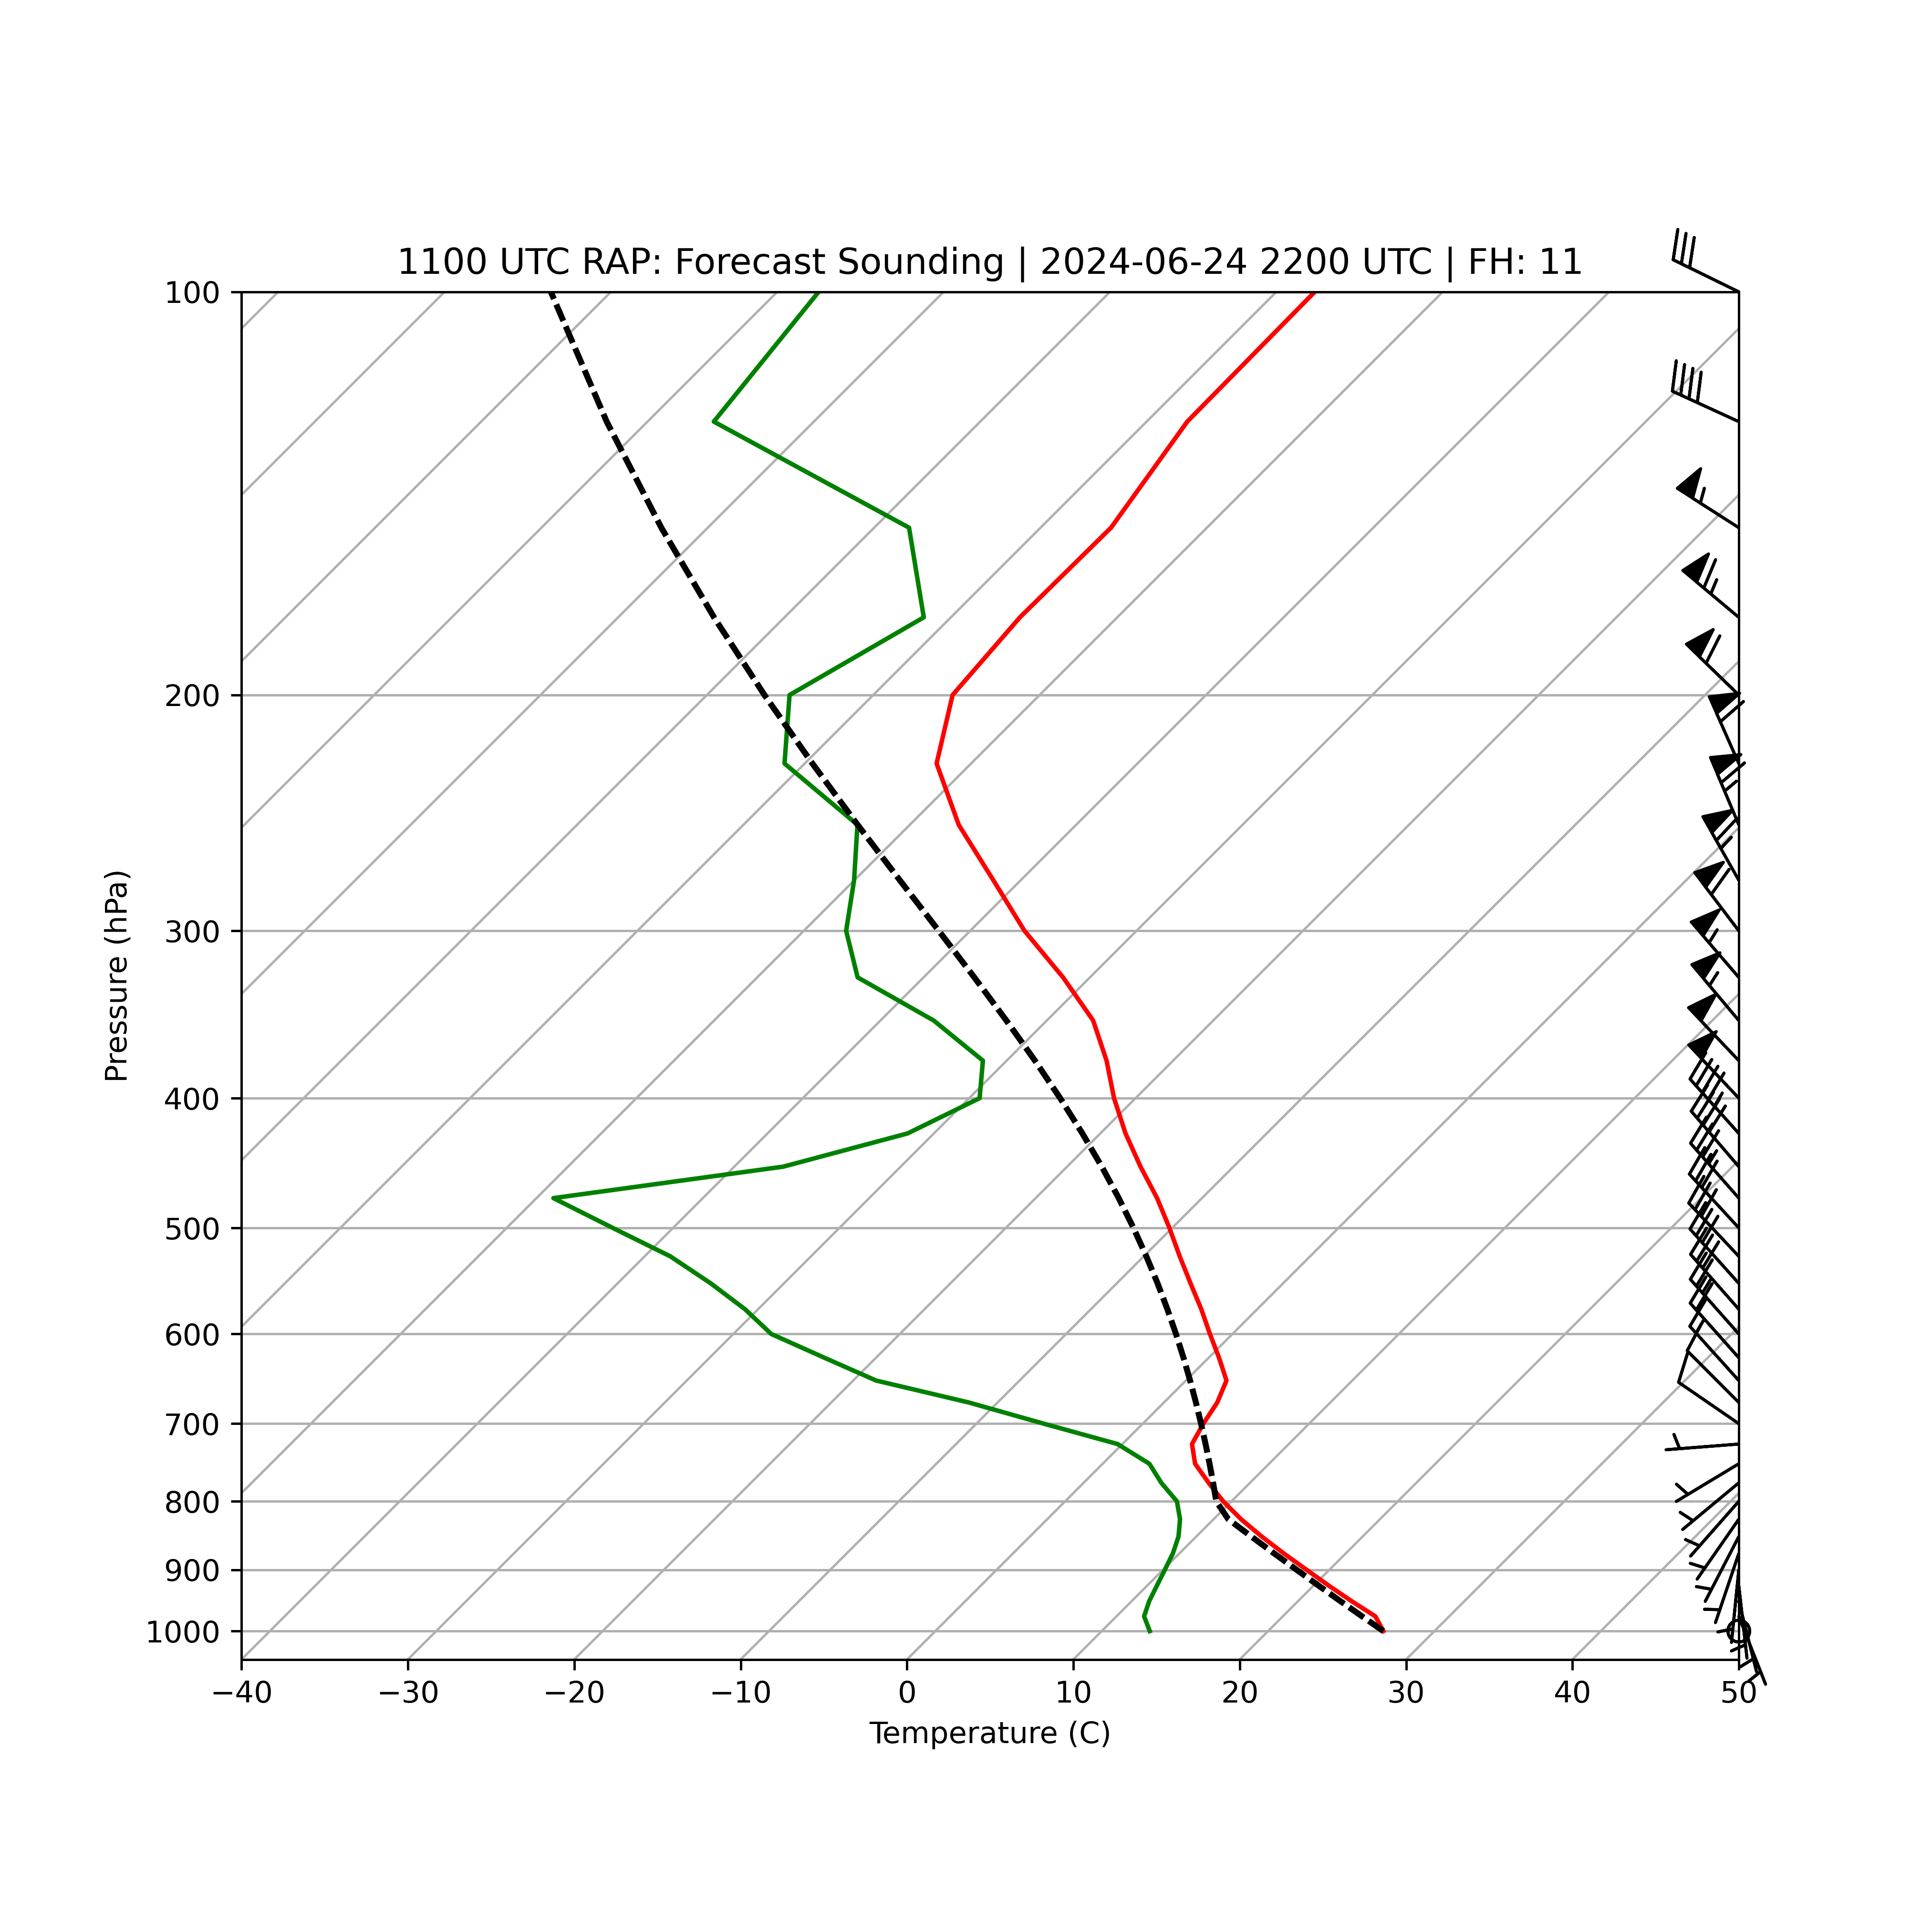 1100 UTC RAP: Forecast Sounding | 2024-06-24 2200 UTC | FH: 11
100
200
300
400
500
600
700
800
900
1000
Pressure (hPa)
−40 −30 −20 −10 0 10 20 30 40 50
Temperature (C)